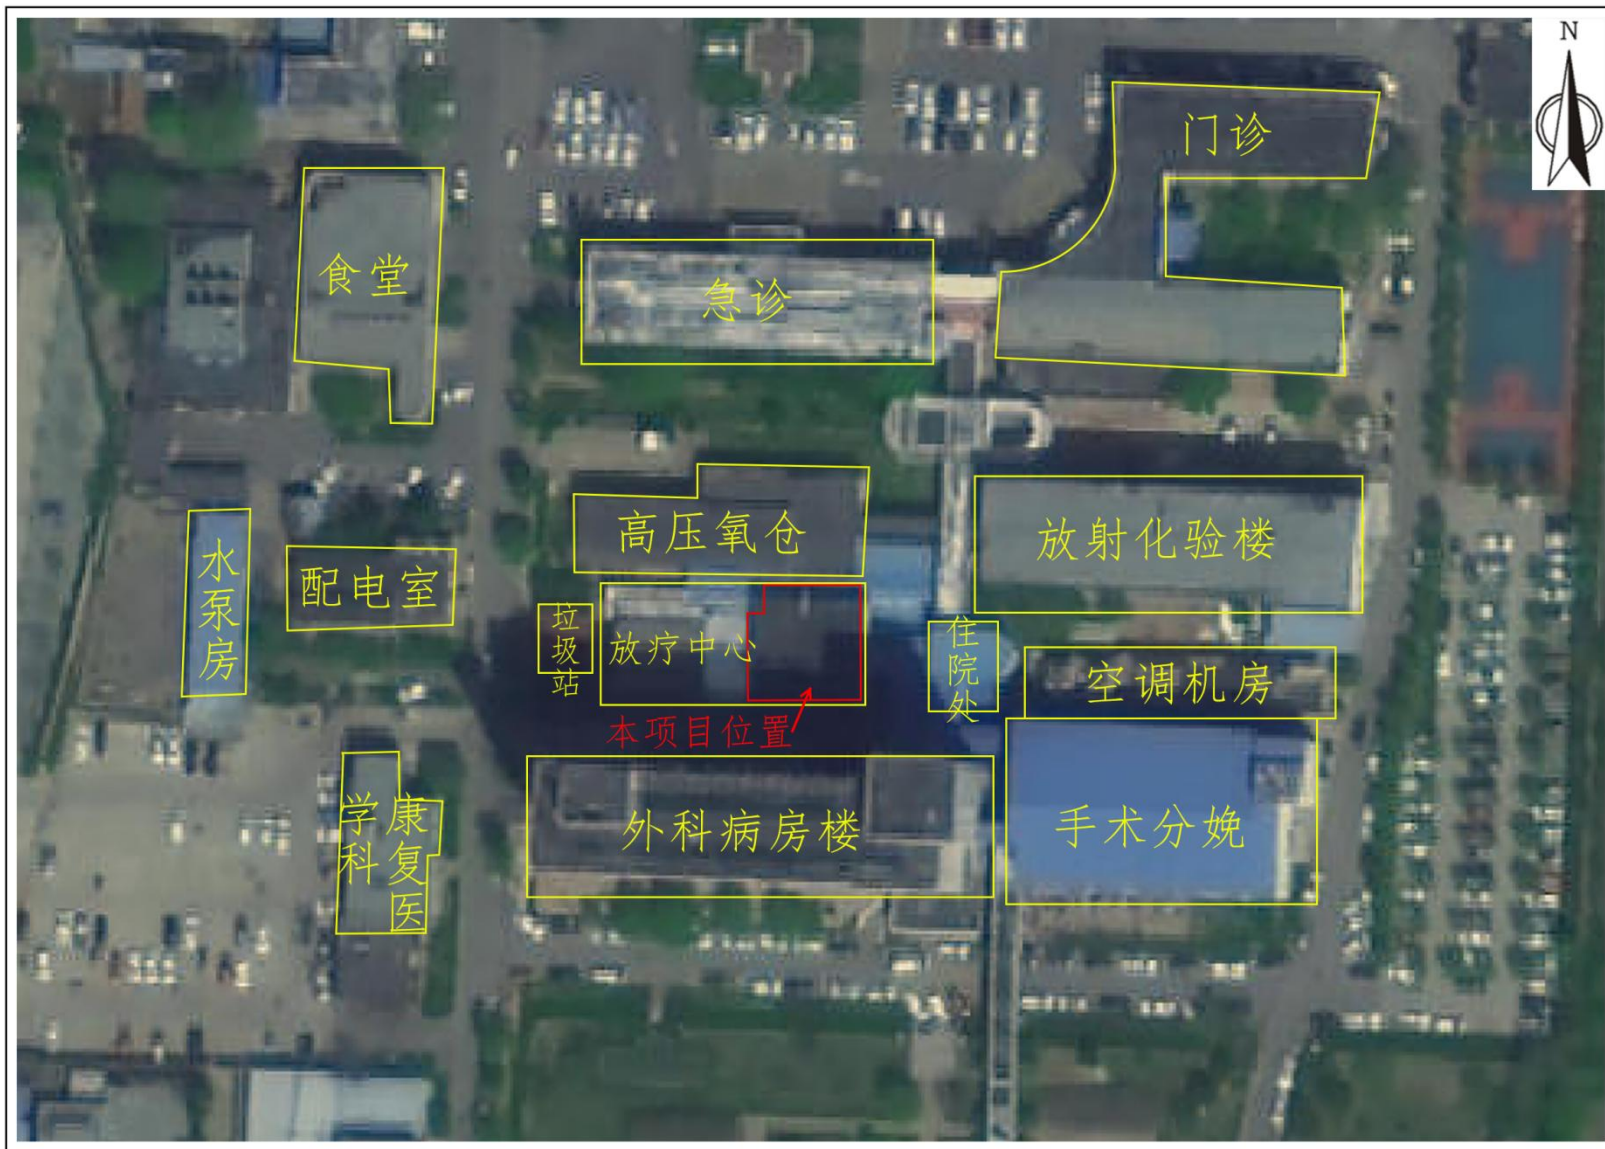 N
门诊
食堂
急诊
高压氧仓
放射化验楼
水泵房
配电室
垃圾站
放疗中心
住院处
空调机房
本项目位置
学科
康复医
外科病房楼
手术分娩